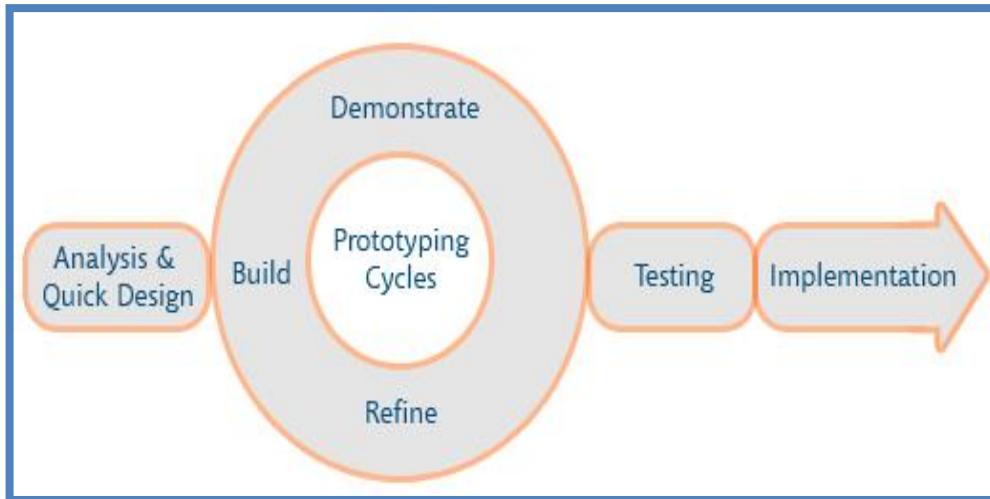 Analysis &
Quick Design
Build
Demonstrate
Prototyping
Cycles
Refine
Testing
Implementation